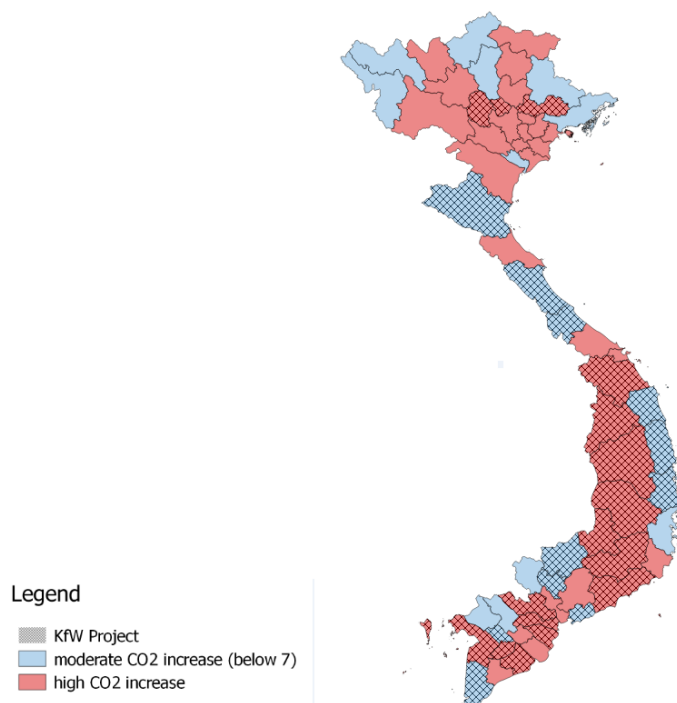 Legend
KfW Project
moderate CO2 increase (below 7)
high CO2 increase